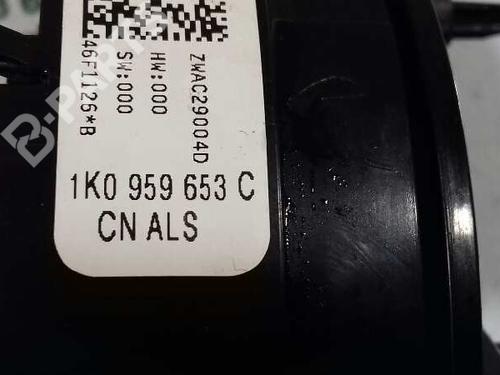 46F1126*B
SW:000
HW:000
ZWAC29004D
1K0 959 653 C
CN ALS
B-PARTS